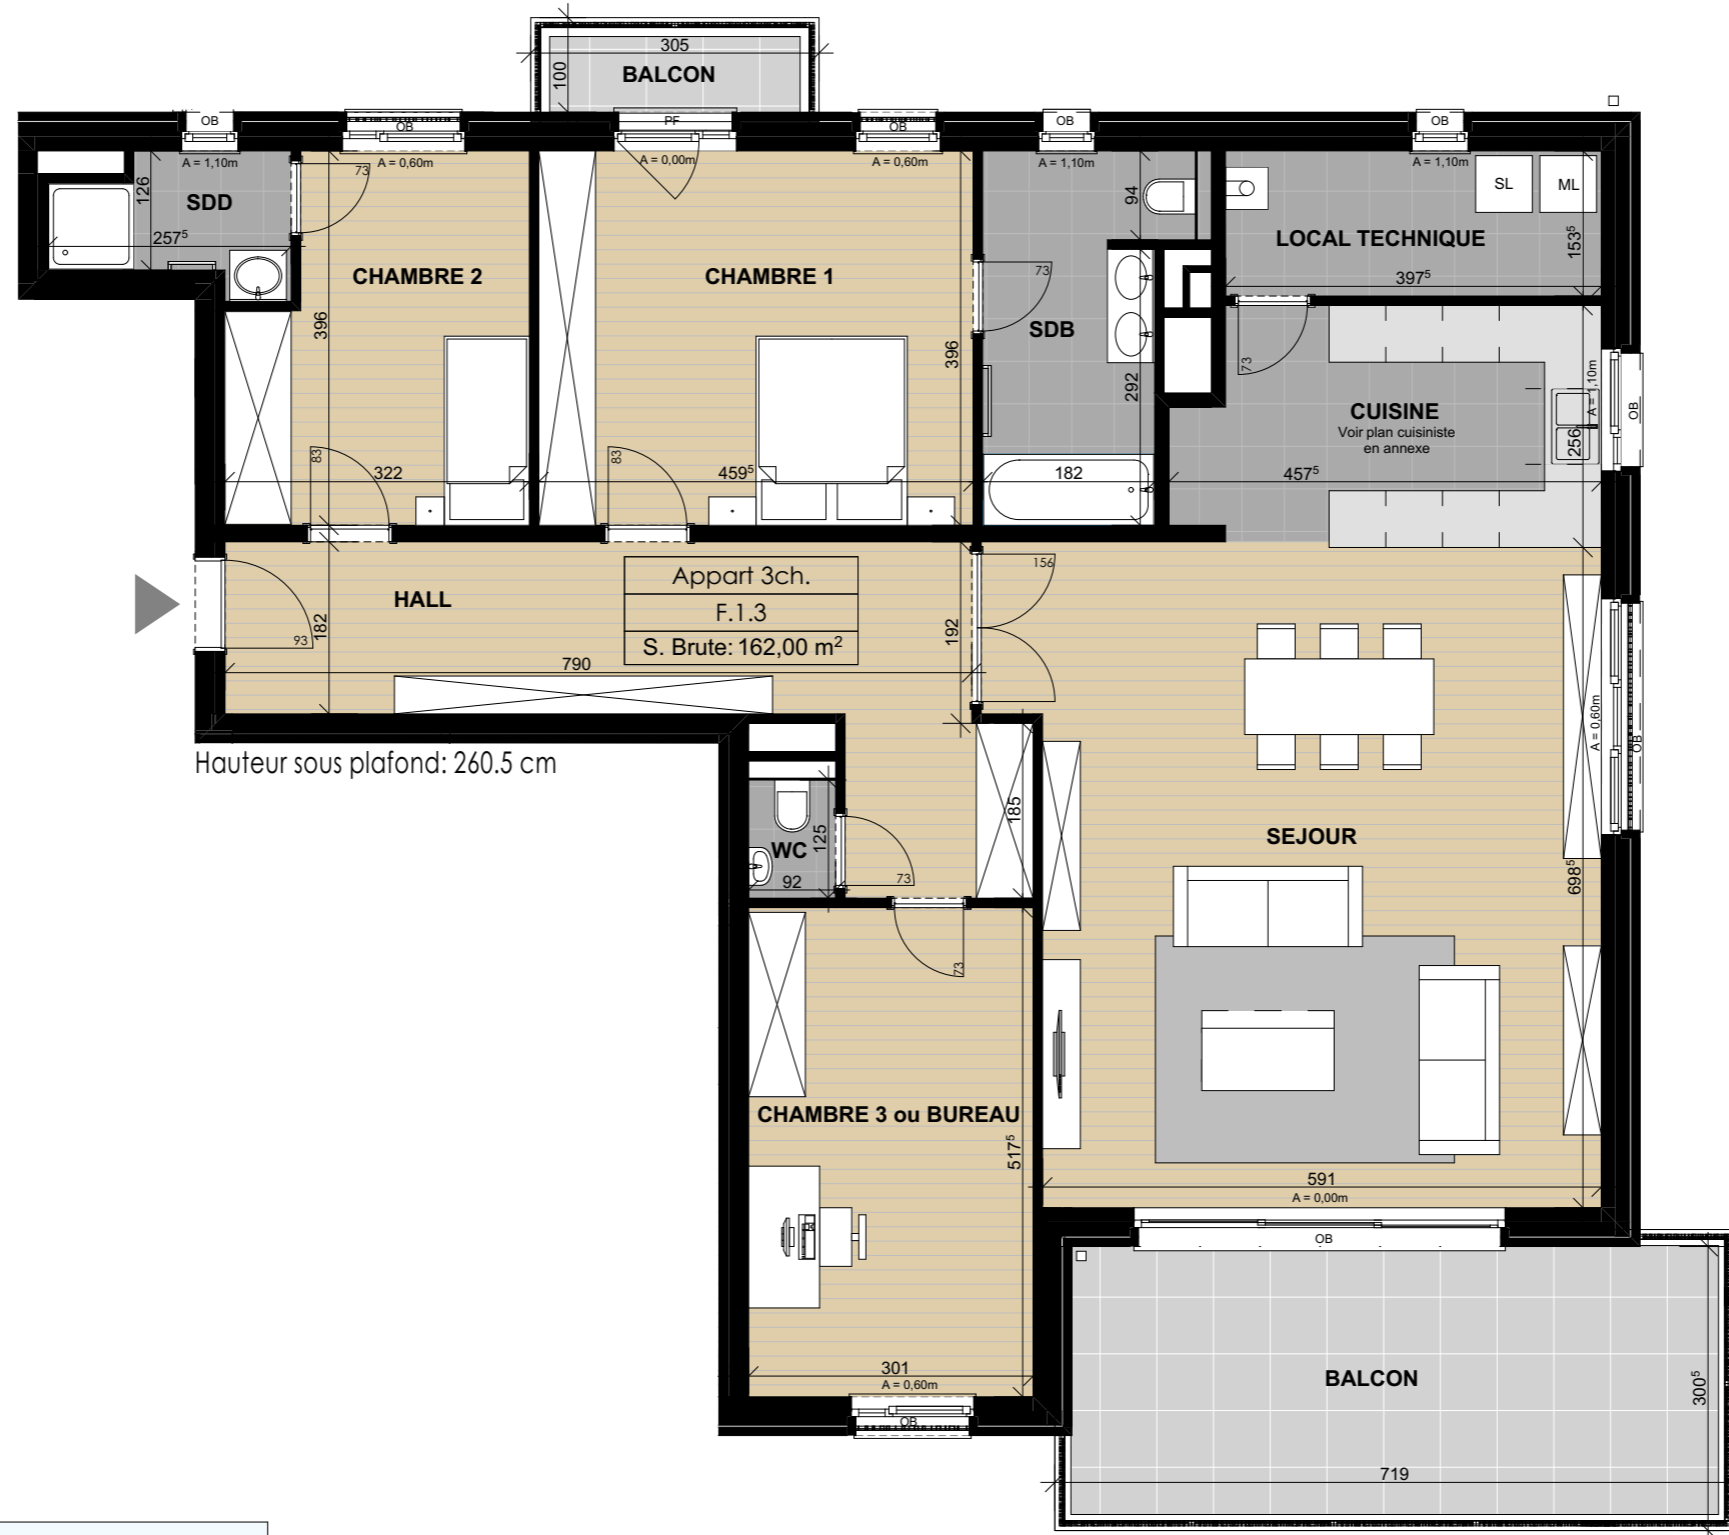 305
100
BALCON
OB
OB
PF
OB
OB
OB
A = 1,10m
A = 0,60m
A = 0,00m
A = 0,60m
A = 1,10m
A = 1,10m
126
SDD
257⁵
73
CHAMBRE 2
396
83
322
CHAMBRE 1
396
83
459⁵
94
73
SDB
292
182
SL
ML
LOCAL TECHNIQUE
153⁵
397⁵
73
CUISINE
Voir plan cuisiniste
en annexe
A = 1,10m
OB
256
457⁵
HALL
93
182
790
Appart 3ch.
F.1.3
S. Brute: 162,00 m²
192
156
Hauteur sous plafond: 260.5 cm
WC
125
92
73
185
SEJOUR
A = 0,60m
OB
698⁵
73
CHAMBRE 3 ou BUREAU
517⁵
301
A = 0,60m
OB
591
A = 0,00m
OB
BALCON
300⁵
719